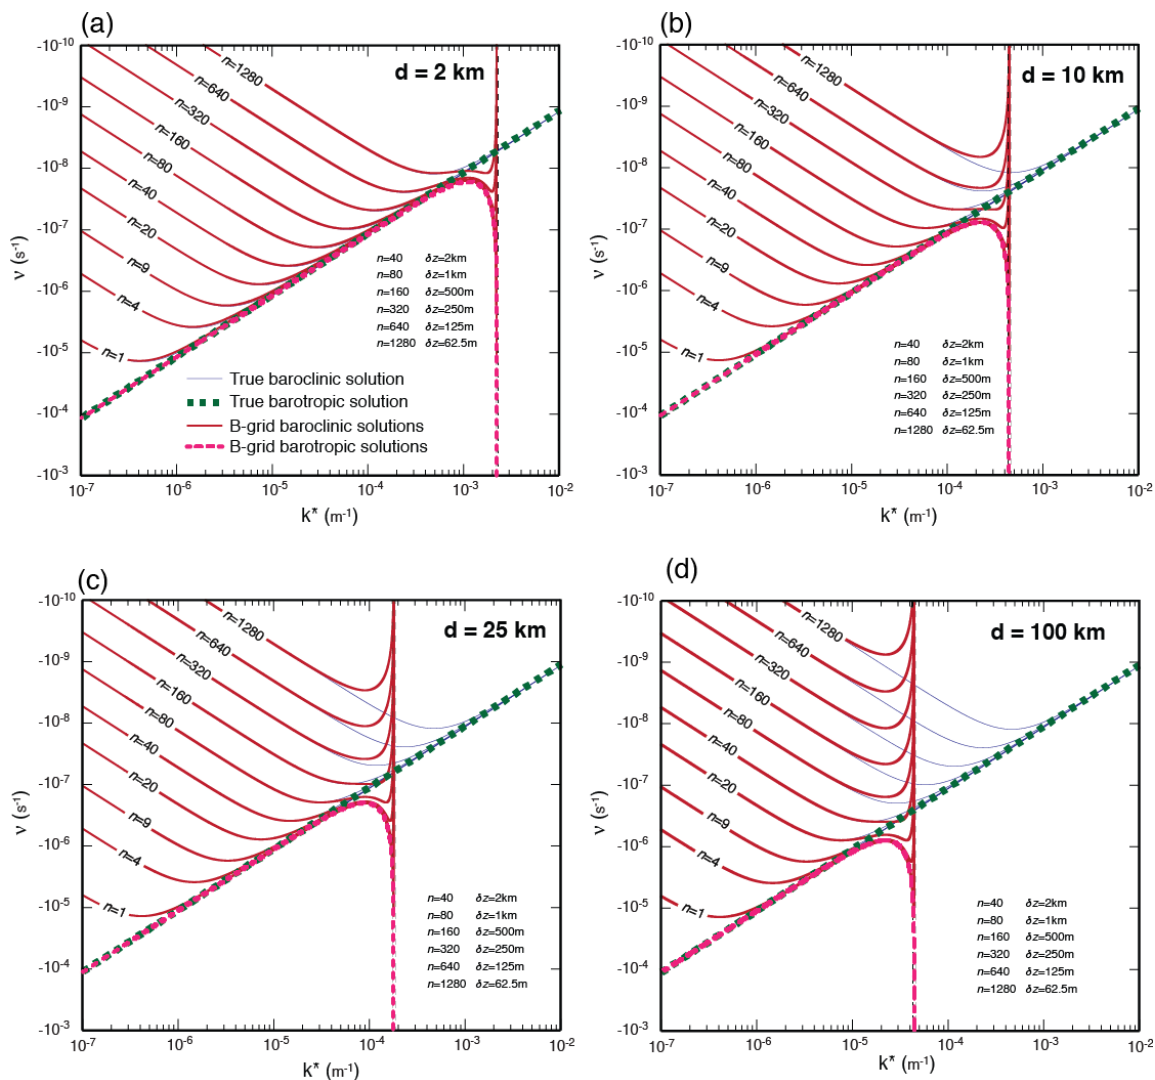 (a)
d = 2 km
-10-10
-10-9
-10-8
-10-7
-10-6
-10-5
-10-4
-10-3
ν (s-1)
n=1280
n=640
n=320
n=160
n=80
n=40
n=20
n=9
n=4
n=1
n=40 δz=2km
n=80 δz=1km
n=160 δz=500m
n=320 δz=250m
n=640 δz=125m
n=1280 δz=62.5m
True baroclinic solution
True barotropic solution
B-grid baroclinic solutions
B-grid barotropic solutions
10-7 10-6 10-5 10-4 10-3 10-2
k* (m-1)
(b)
d = 10 km
-10-10
-10-9
-10-8
-10-7
-10-6
-10-5
-10-4
-10-3
ν (s-1)
n=1280
n=640
n=320
n=160
n=80
n=40
n=20
n=9
n=4
n=1
n=40 δz=2km
n=80 δz=1km
n=160 δz=500m
n=320 δz=250m
n=640 δz=125m
n=1280 δz=62.5m
10-7 10-6 10-5 10-4 10-3 10-2
k* (m-1)
(c)
d = 25 km
-10-10
-10-9
-10-8
-10-7
-10-6
-10-5
-10-4
-10-3
ν (s-1)
n=1280
n=640
n=320
n=160
n=80
n=40
n=20
n=9
n=4
n=1
n=40 δz=2km
n=80 δz=1km
n=160 δz=500m
n=320 δz=250m
n=640 δz=125m
n=1280 δz=62.5m
10-7 10-6 10-5 10-4 10-3 10-2
k* (m-1)
(d)
d = 100 km
-10-10
-10-9
-10-8
-10-7
-10-6
-10-5
-10-4
-10-3
ν (s-1)
n=1280
n=640
n=320
n=160
n=80
n=40
n=20
n=9
n=4
n=1
n=40 δz=2km
n=80 δz=1km
n=160 δz=500m
n=320 δz=250m
n=640 δz=125m
n=1280 δz=62.5m
10-7 10-6 10-5 10-4 10-3 10-2
k* (m-1)